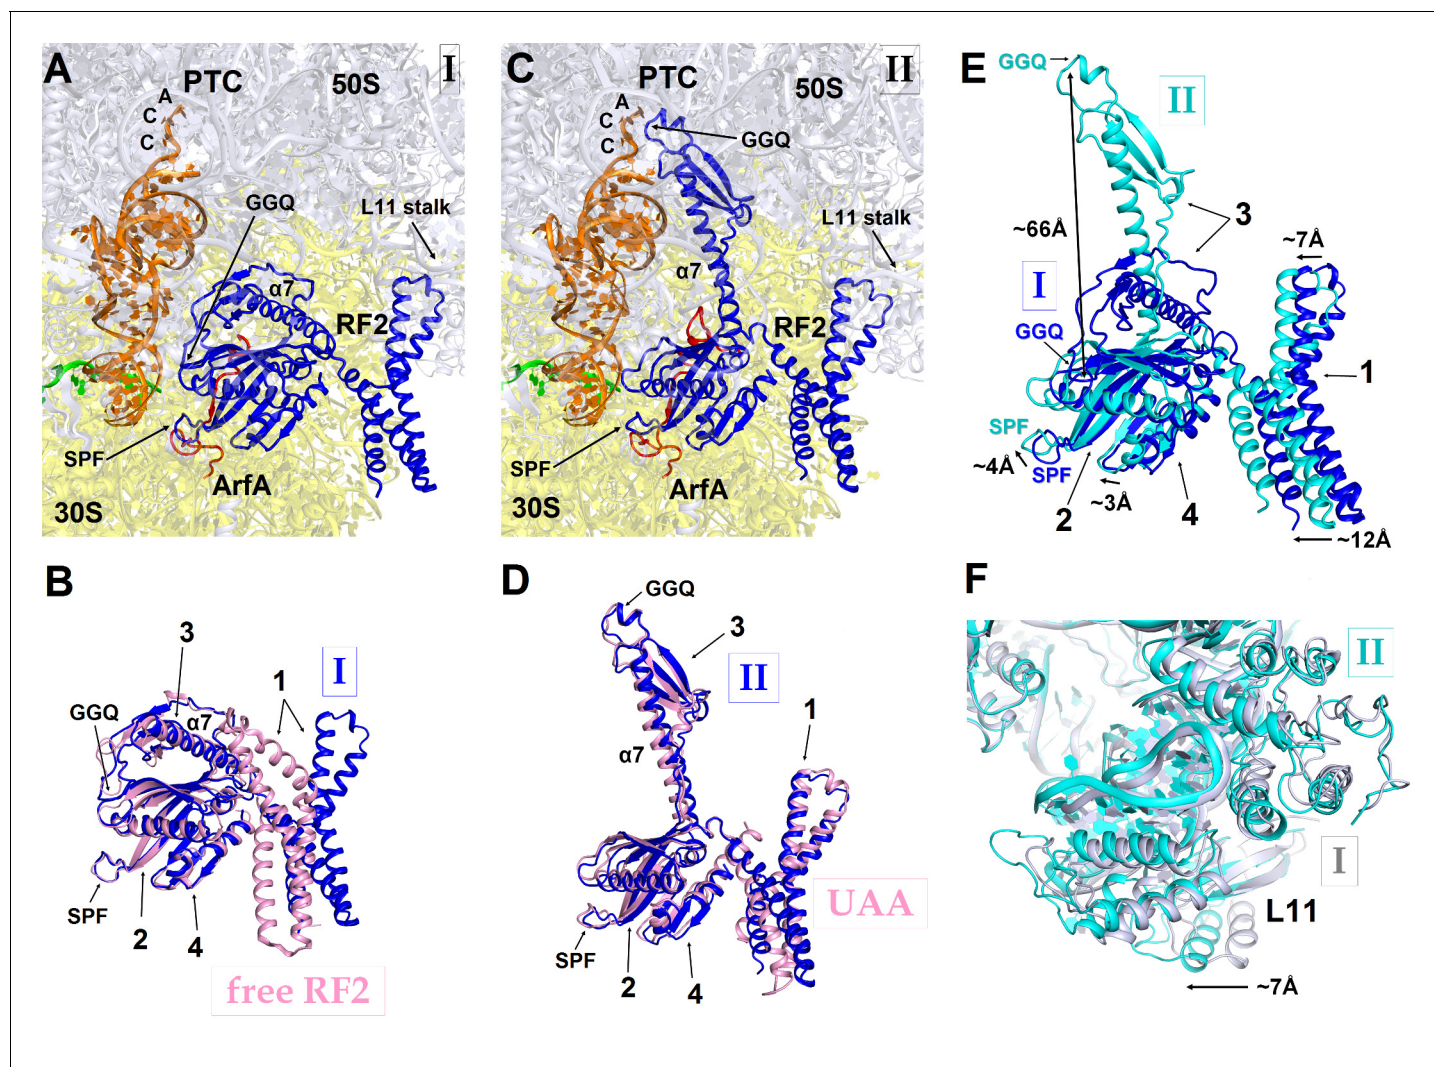 A
PTC
50S
I
A
C
C
GGQ
L11 stalk
α7
RF2
SPF
ArfA
30S
C
PTC
50S
II
A
C
C
GGQ
L11 stalk
α7
RF2
SPF
ArfA
30S
E
GGQ
II
3
~66Å
~7Å
I
GGQ
1
SPF
~4Å
SPF
~3Å
2
4
~12Å
B
3
1
I
GGQ
α7
SPF
2
4
free RF2
D
GGQ
3
II
1
α7
UAA
SPF
2
4
F
II
I
L11
~7Å